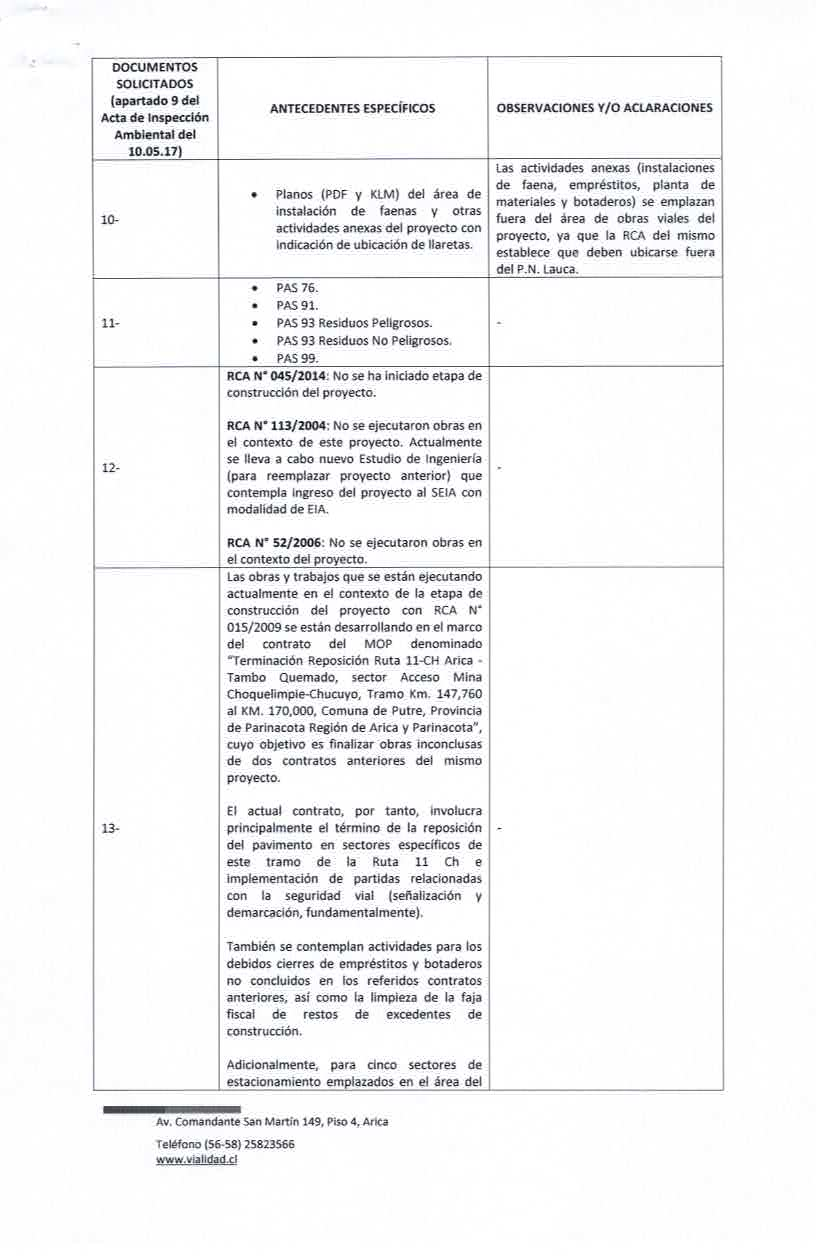 DOCUMENTOS
SOLICITADOS
(apartado 9 del
Acta de Inspección
Ambiental del
10.05.17)
ANTECEDENTES ESPECÍFICOS
OBSERVACIONES Y/O ACLARACIONES
10-
• Planos (PDF y KLM) del área de
instalación de faenas y otras
actividades anexas del proyecto con
indicación de ubicación de llaretas.
Las actividades anexas (instalaciones
de faena, empréstitos, planta de
materiales y botaderos) se emplazan
fuera del área de obras viales del
proyecto, ya que la RCA del mismo
establece que deben ubicarse fuera
del P.N. Lauca.
11-
• PAS 76.
• PAS 91.
• PAS 93 Residuos Peligrosos.
• PAS 93 Residuos No Peligrosos.
• PAS 99.
-
12-
RCA N° 045/2014: No se ha iniciado etapa de
construcción del proyecto.
RCA N° 113/2004: No se ejecutaron obras en
el contexto de este proyecto. Actualmente
se lleva a cabo nuevo Estudio de Ingeniería
(para reemplazar proyecto anterior) que
contempla ingreso del proyecto al SEIA con
modalidad de EIA.
RCA N° 52/2006: No se ejecutaron obras en
el contexto del proyecto.
-
13-
Las obras y trabajos que se están ejecutando
actualmente en el contexto de la etapa de
construcción del proyecto con RCA N°
015/2009 se están desarrollando en el marco
del contrato del MOP denominado
"Terminación Reposición Ruta 11-CH Arica -
Tambo Quemado, sector Acceso Mina
Choquelimpie-Chucuyo, Tramo Km. 147,760
al KM. 170,000, Comuna de Putre, Provincia
de Parinacota Región de Arica y Parinacota",
cuyo objetivo es finalizar obras inconclusas
de dos contratos anteriores del mismo
proyecto.
El actual contrato, por tanto, involucra
principalmente el término de la reposición
del pavimento en sectores específicos de
este tramo de la Ruta 11 Ch e
implementación de partidas relacionadas
con la seguridad vial (señalización y
demarcación, fundamentalmente).
También se contemplan actividades para los
debidos cierres de empréstitos y botaderos
no concluidos en los referidos contratos
anteriores, así como la limpieza de la faja
fiscal de restos de excedentes de
construcción.
Adicionalmente, para cinco sectores de
estacionamiento emplazados en el área del
-
Av. Comandante San Martín 149, Piso 4, Arica
Teléfono (56-58) 25823566
www.vialidad.cl